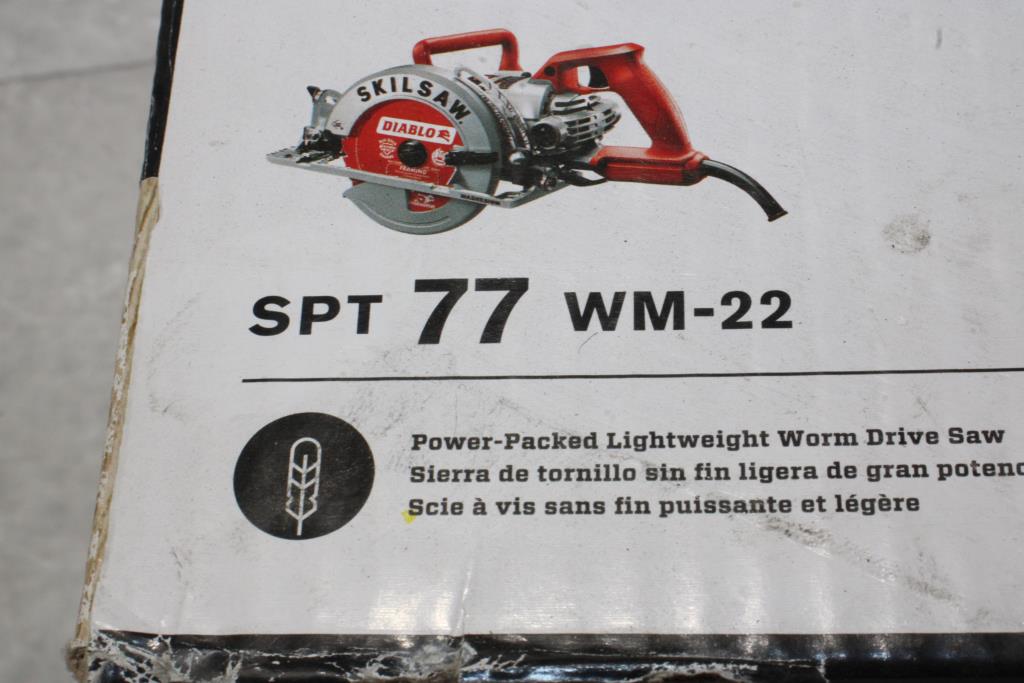 SKILSAW
DIABLO
FRAMING
SPT 77 WM-22
Power-Packed Lightweight Worm Drive Saw
Sierra de tornillo sin fin ligera de gran potenc
Scie à vis sans fin puissante et légère